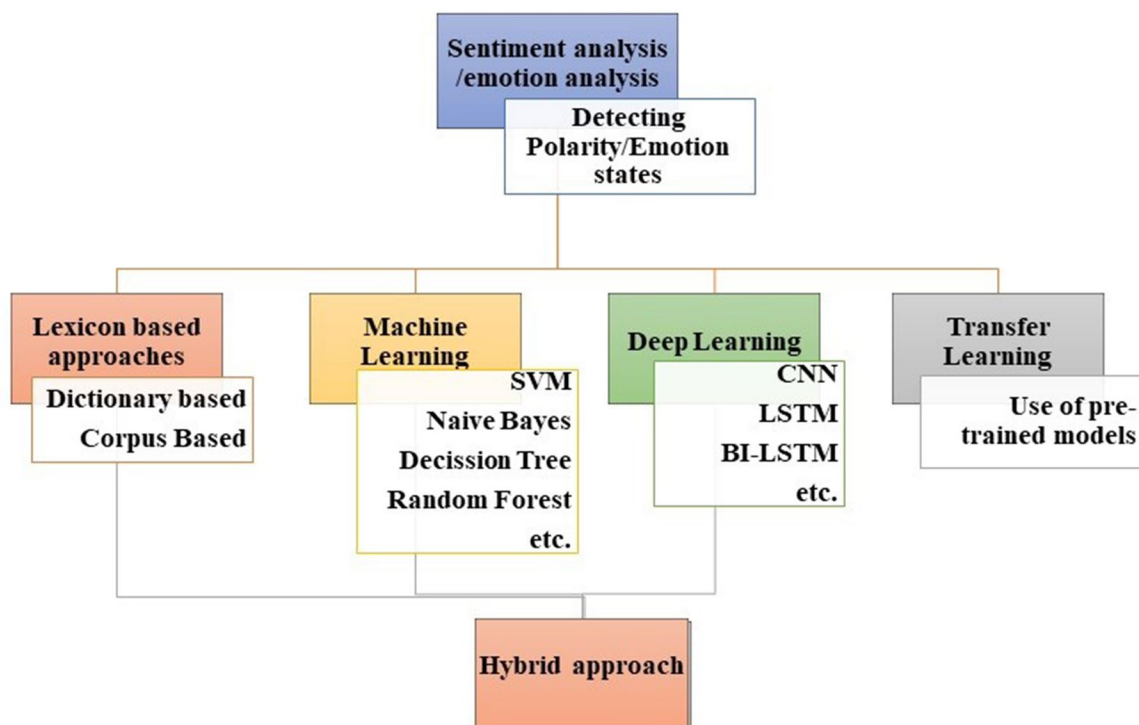 Sentiment analysis
/emotion analysis
Detecting
Polarity/Emotion
states
Lexicon based
approaches
Dictionary based
Corpus Based
Machine
Learning
SVM
Naive Bayes
Decission Tree
Random Forest
etc.
Deep Learning
CNN
LSTM
BI-LSTM
etc.
Transfer
Learning
Use of pre-
trained models
Hybrid approach